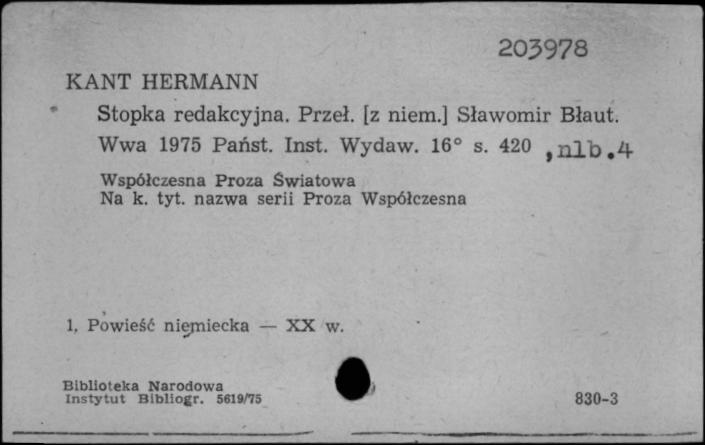 203978
KANT HERMANN
Stopka redakcyjna. Przeł. [z niem.] Sławomir Błaut.
Wwa 1975 Państ. Inst. Wydaw. 16° s. 420 , nlb.4
Współczesna Proza Światowa
Na k. tyt. nazwa serii Proza Współczesna
1. Powieść niemiecka — XX w.
Biblioteka Narodowa
Instytut Bibliogr. 5619/75
830-3